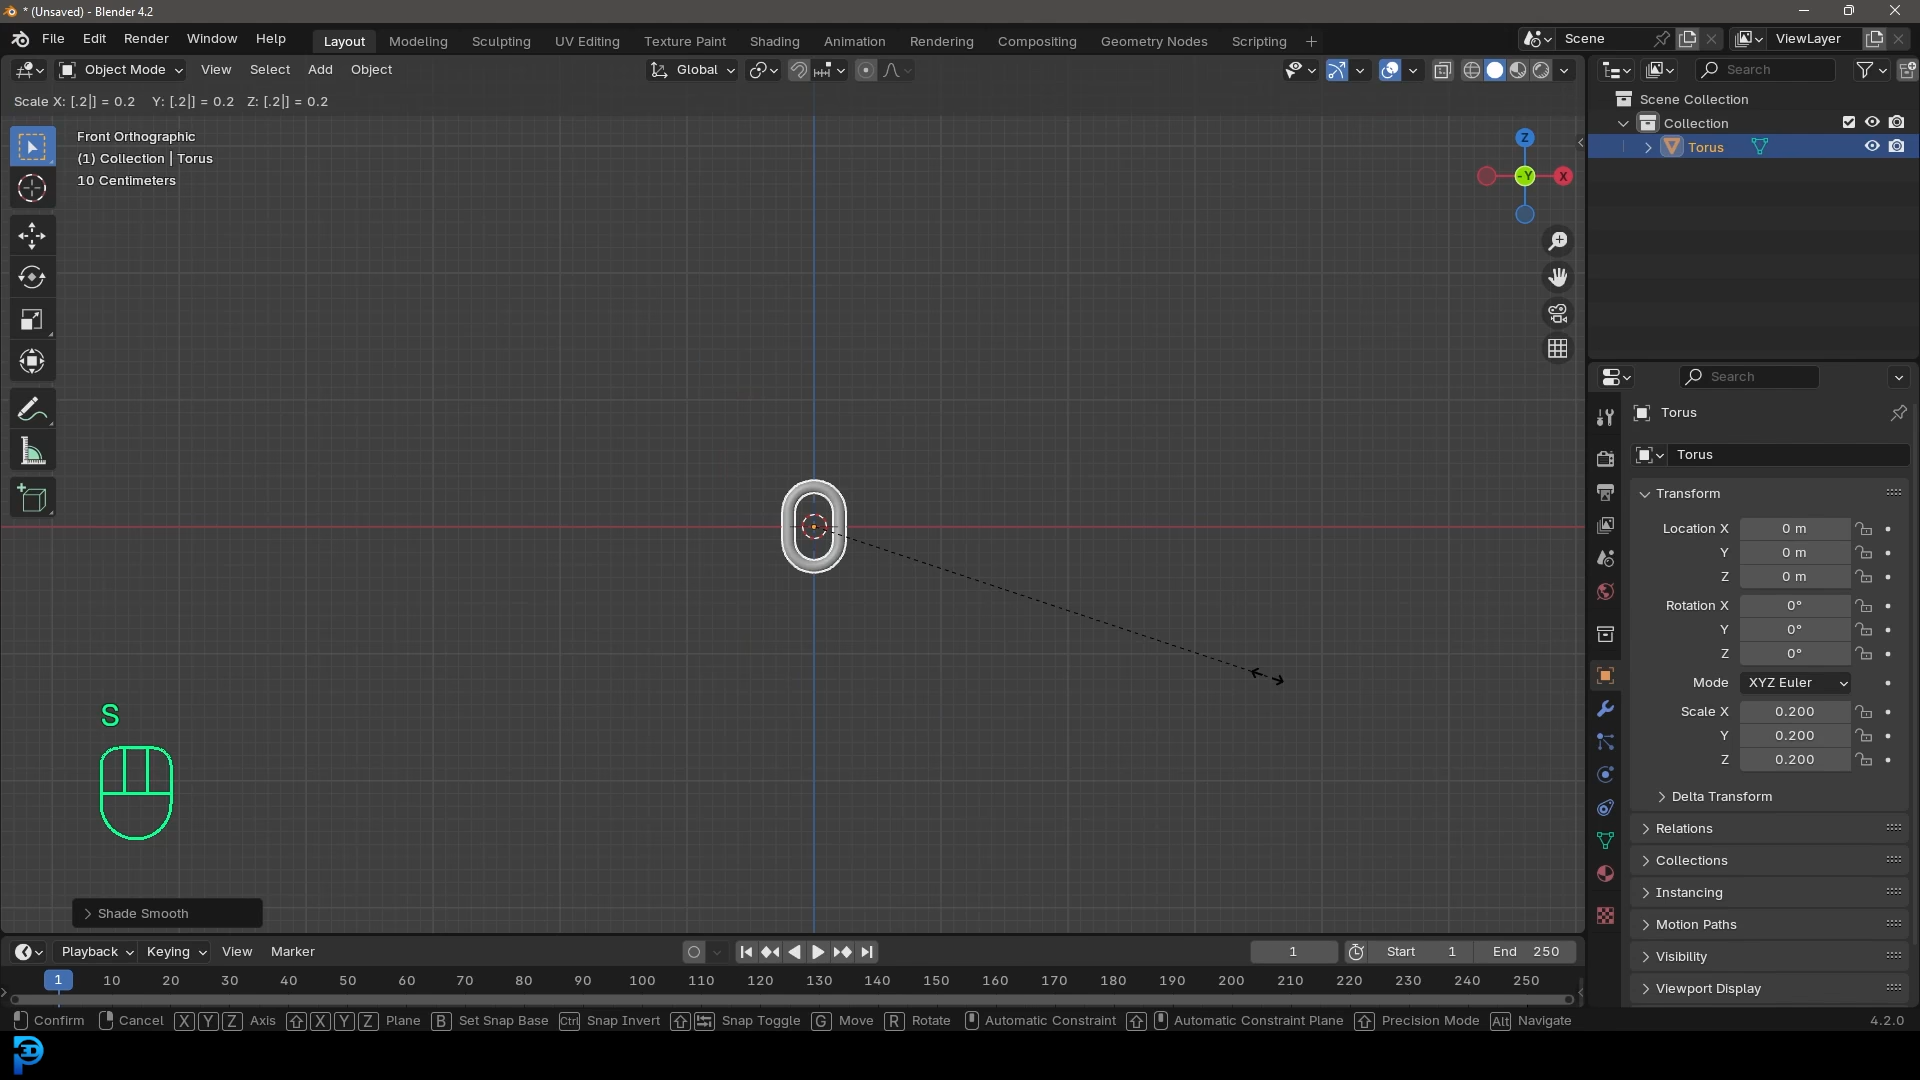 * (Unsaved) - Blender 4.2
File Edit Render Window Help Layout Modeling Sculpting UV Editing Texture Paint Shading Animation Rendering Compositing Geometry Nodes Scripting + Scene ViewLayer
Object Mode View Select Add Object Global Search
Scale X: [.2|] = 0.2 Y: [.2|] = 0.2 Z: [.2|] = 0.2
Scene Collection
Collection
Torus
Front Orthographic
(1) Collection | Torus
10 Centimeters
Z
-Y
X
Search
Torus
Torus
Transform
Location X 0 m
Y 0 m
Z 0 m
Rotation X 0°
Y 0°
Z 0°
Mode XYZ Euler
Scale X 0.200
Y 0.200
Z 0.200
Delta Transform
Relations
Collections
Instancing
Motion Paths
Visibility
Viewport Display
S
Shade Smooth
Playback Keying View Marker 1 Start 1 End 250
1 10 20 30 40 50 60 70 80 90 100 110 120 130 140 150 160 170 180 190 200 210 220 230 240 250
Confirm Cancel X Y Z Axis X Y Z Plane B Set Snap Base Ctrl Snap Invert Snap Toggle G Move R Rotate Automatic Constraint Automatic Constraint Plane Precision Mode Alt Navigate 4.2.0
3D